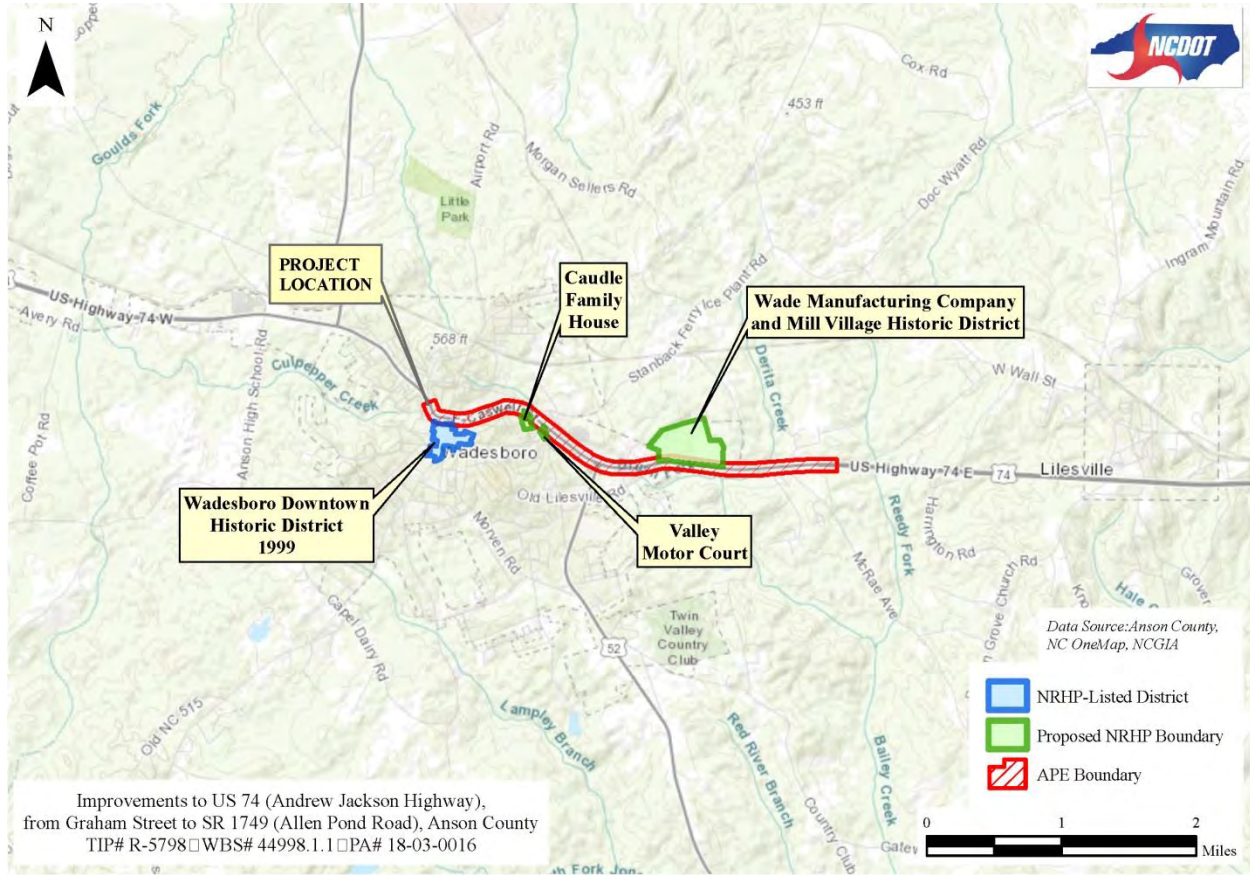 N
NCDOT
Cox Rd
453 ft
Goulds Fork
Airport Rd
Morgan Sellers Rd
Doc Wyatt Rd
Ingram Mountain Rd
Little
Park
PROJECT
LOCATION
Caudle
Family
House
Wade Manufacturing Company
and Mill Village Historic District
US Highway 74 W
Avery Rd
568 ft
Stanback Ferry Ice Plant Rd
Derita Creek
Culpepper Creek
Anson High School Rd
W Wall St
Coffee Pot Rd
E Caswell
Wadesboro
US Highway 74 E
74
Lilesville
Old Lilesville Rd
Wadesboro Downtown
Historic District
1999
Valley
Motor Court
Morven Rd
Reedy Fork
Harrington Rd
McRae Ave
Grove Church Rd
Grover
Capel Dairy Rd
Twin
Valley
Country
Club
52
Old NC 515
Lampley Branch
Red River Branch
Bailey Creek
Country Club
Data Source:Anson County,
NC OneMap, NCGIA
NRHP-Listed District
Proposed NRHP Boundary
APE Boundary
0 1 2
Miles
Improvements to US 74 (Andrew Jackson Highway),
from Graham Street to SR 1749 (Allen Pond Road), Anson County
TIP# R-5798□WBS# 44998.1.1□PA# 18-03-0016